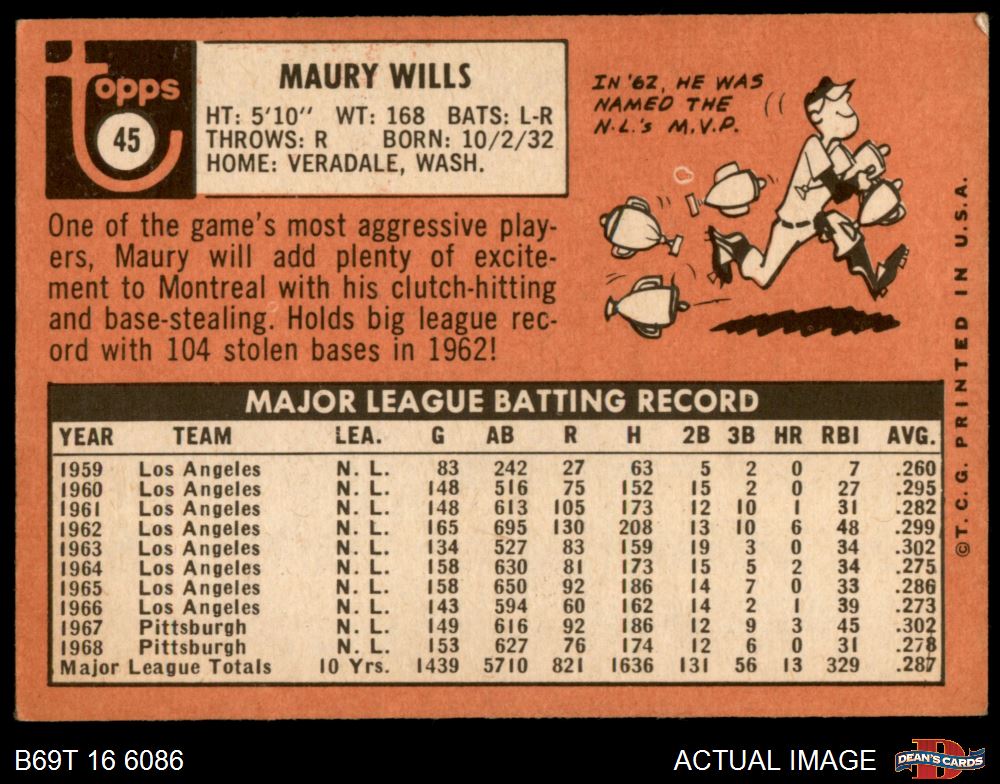 topps
45
MAURY WILLS
HT: 5'10" WT: 168 BATS: L-R
THROWS: R BORN: 10/2/32
HOME: VERADALE, WASH.
IN '62, HE WAS
NAMED THE
N.L.'s M.V.P.
One of the game's most aggressive play-
ers, Maury will add plenty of excite-
ment to Montreal with his clutch-hitting
and base-stealing. Holds big league rec-
ord with 104 stolen bases in 1962!
MAJOR LEAGUE BATTING RECORD
YEAR TEAM LEA. G AB R H 2B 3B HR RBI AVG.
1959 Los Angeles N. L. 83 242 27 63 5 2 0 7 .260
1960 Los Angeles N. L. 148 516 75 152 15 2 0 27 .295
1961 Los Angeles N. L. 148 613 105 173 12 10 1 31 .282
1962 Los Angeles N. L. 165 695 130 208 13 10 6 48 .299
1963 Los Angeles N. L. 134 527 83 159 19 3 0 34 .302
1964 Los Angeles N. L. 158 630 81 173 15 5 2 34 .275
1965 Los Angeles N. L. 158 650 92 186 14 7 0 33 .286
1966 Los Angeles N. L. 143 594 60 162 14 2 1 39 .273
1967 Pittsburgh N. L. 149 616 92 186 12 9 3 45 .302
1968 Pittsburgh N. L. 153 627 76 174 12 6 0 31 .278
Major League Totals 10 Yrs. 1439 5710 821 1636 131 56 13 329 .287
©T. C. G. PRINTED IN U.S.A.
B69T 16 6086
ACTUAL IMAGE
D
DEAN'S CARDS